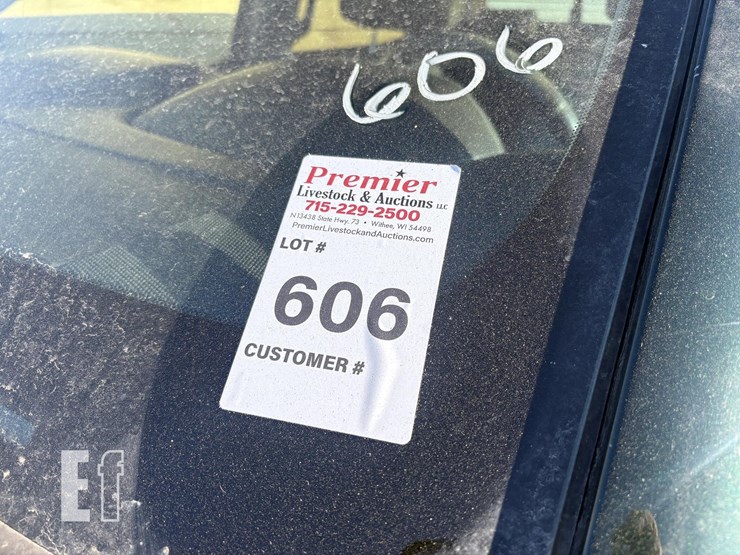 606
Premier
Livestock & Auctions LLC
715-229-2500
N13438 State Hwy. 73 • Withee, WI 54498
PremierLivestockandAuctions.com
LOT #
606
CUSTOMER #
Ef